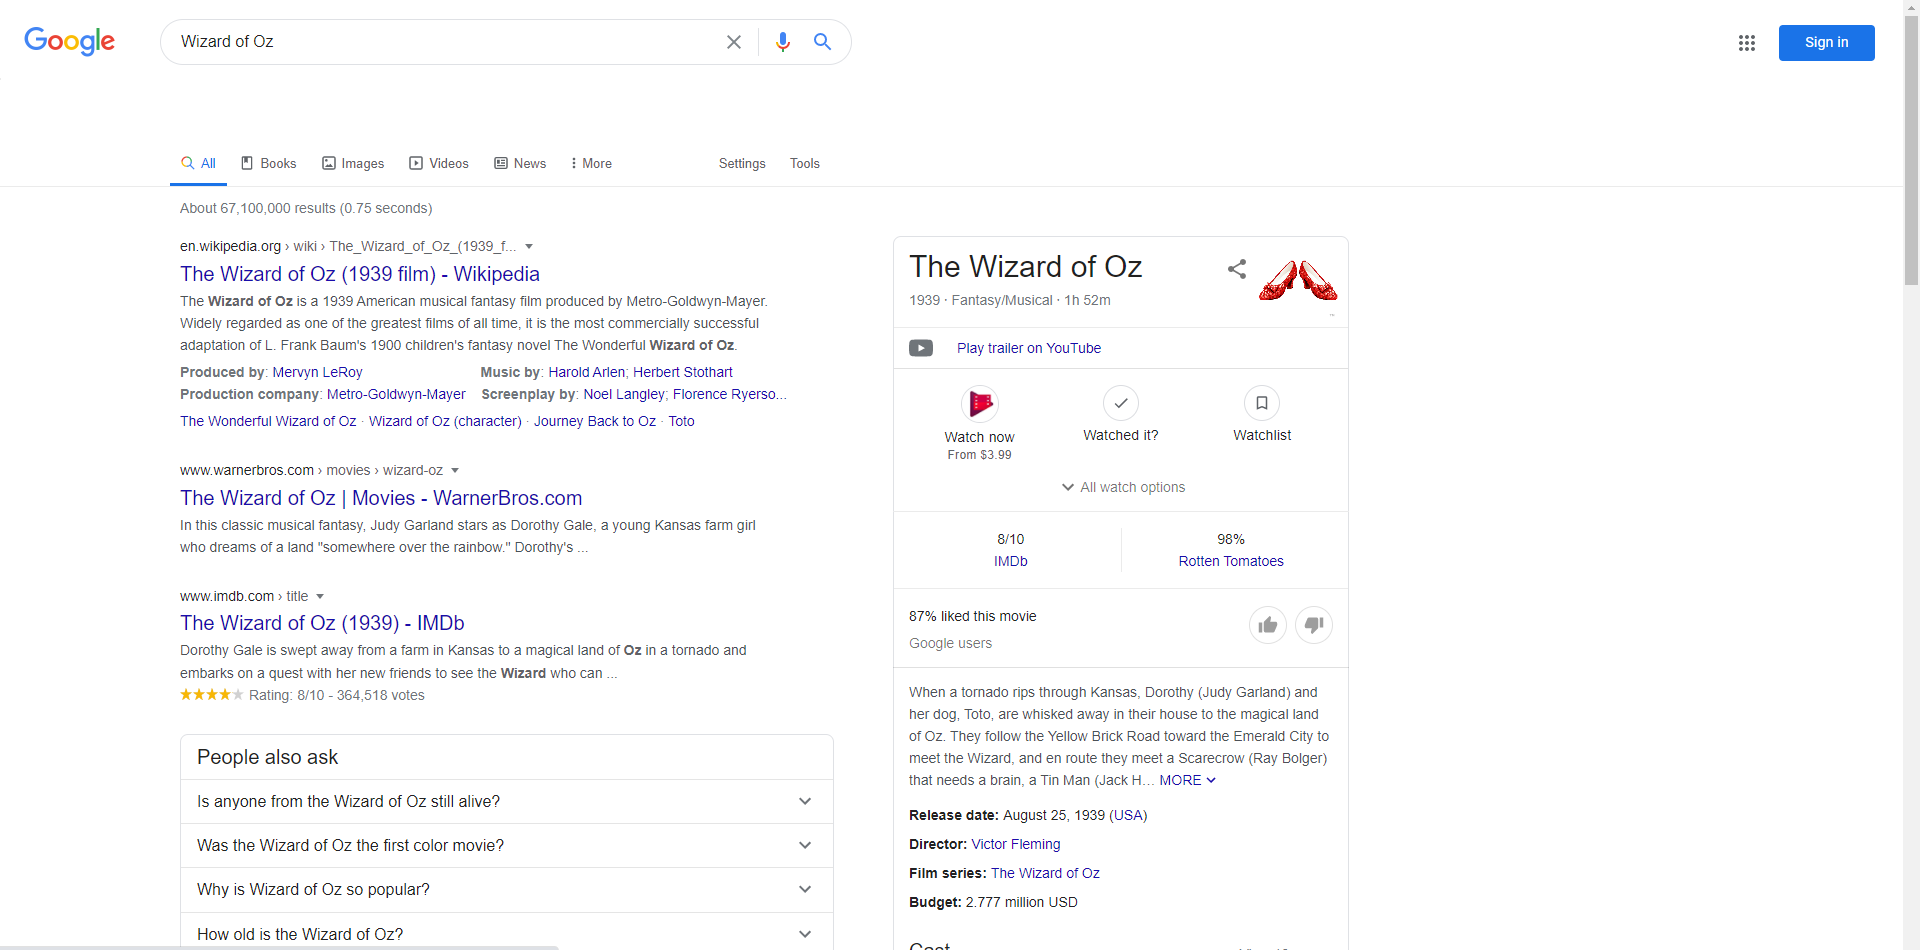 Google
Wizard of Oz
Sign in
All
Books
Images
Videos
News
More
Settings
Tools
About 67,100,000 results (0.75 seconds)
en.wikipedia.org › wiki › The_Wizard_of_Oz_(1939_f...
The Wizard of Oz (1939 film) - Wikipedia
The Wizard of Oz is a 1939 American musical fantasy film produced by Metro-Goldwyn-Mayer.
Widely regarded as one of the greatest films of all time, it is the most commercially successful
adaptation of L. Frank Baum's 1900 children's fantasy novel The Wonderful Wizard of Oz.
Produced by: Mervyn LeRoy
Music by: Harold Arlen; Herbert Stothart
Production company: Metro-Goldwyn-Mayer
Screenplay by: Noel Langley; Florence Ryerso...
The Wonderful Wizard of Oz · Wizard of Oz (character) · Journey Back to Oz · Toto
www.warnerbros.com › movies › wizard-oz
The Wizard of Oz | Movies - WarnerBros.com
In this classic musical fantasy, Judy Garland stars as Dorothy Gale, a young Kansas farm girl
who dreams of a land "somewhere over the rainbow." Dorothy's ...
www.imdb.com › title
The Wizard of Oz (1939) - IMDb
Dorothy Gale is swept away from a farm in Kansas to a magical land of Oz in a tornado and
embarks on a quest with her new friends to see the Wizard who can ...
Rating: 8/10 - 364,518 votes
People also ask
Is anyone from the Wizard of Oz still alive?
Was the Wizard of Oz the first color movie?
Why is Wizard of Oz so popular?
How old is the Wizard of Oz?
The Wizard of Oz
1939 · Fantasy/Musical · 1h 52m
Play trailer on YouTube
Watch now
From $3.99
Watched it?
Watchlist
All watch options
8/10
IMDb
98%
Rotten Tomatoes
87% liked this movie
Google users
When a tornado rips through Kansas, Dorothy (Judy Garland) and
her dog, Toto, are whisked away in their house to the magical land
of Oz. They follow the Yellow Brick Road toward the Emerald City to
meet the Wizard, and en route they meet a Scarecrow (Ray Bolger)
that needs a brain, a Tin Man (Jack H... MORE
Release date: August 25, 1939 (USA)
Director: Victor Fleming
Film series: The Wizard of Oz
Budget: 2.777 million USD
Cast